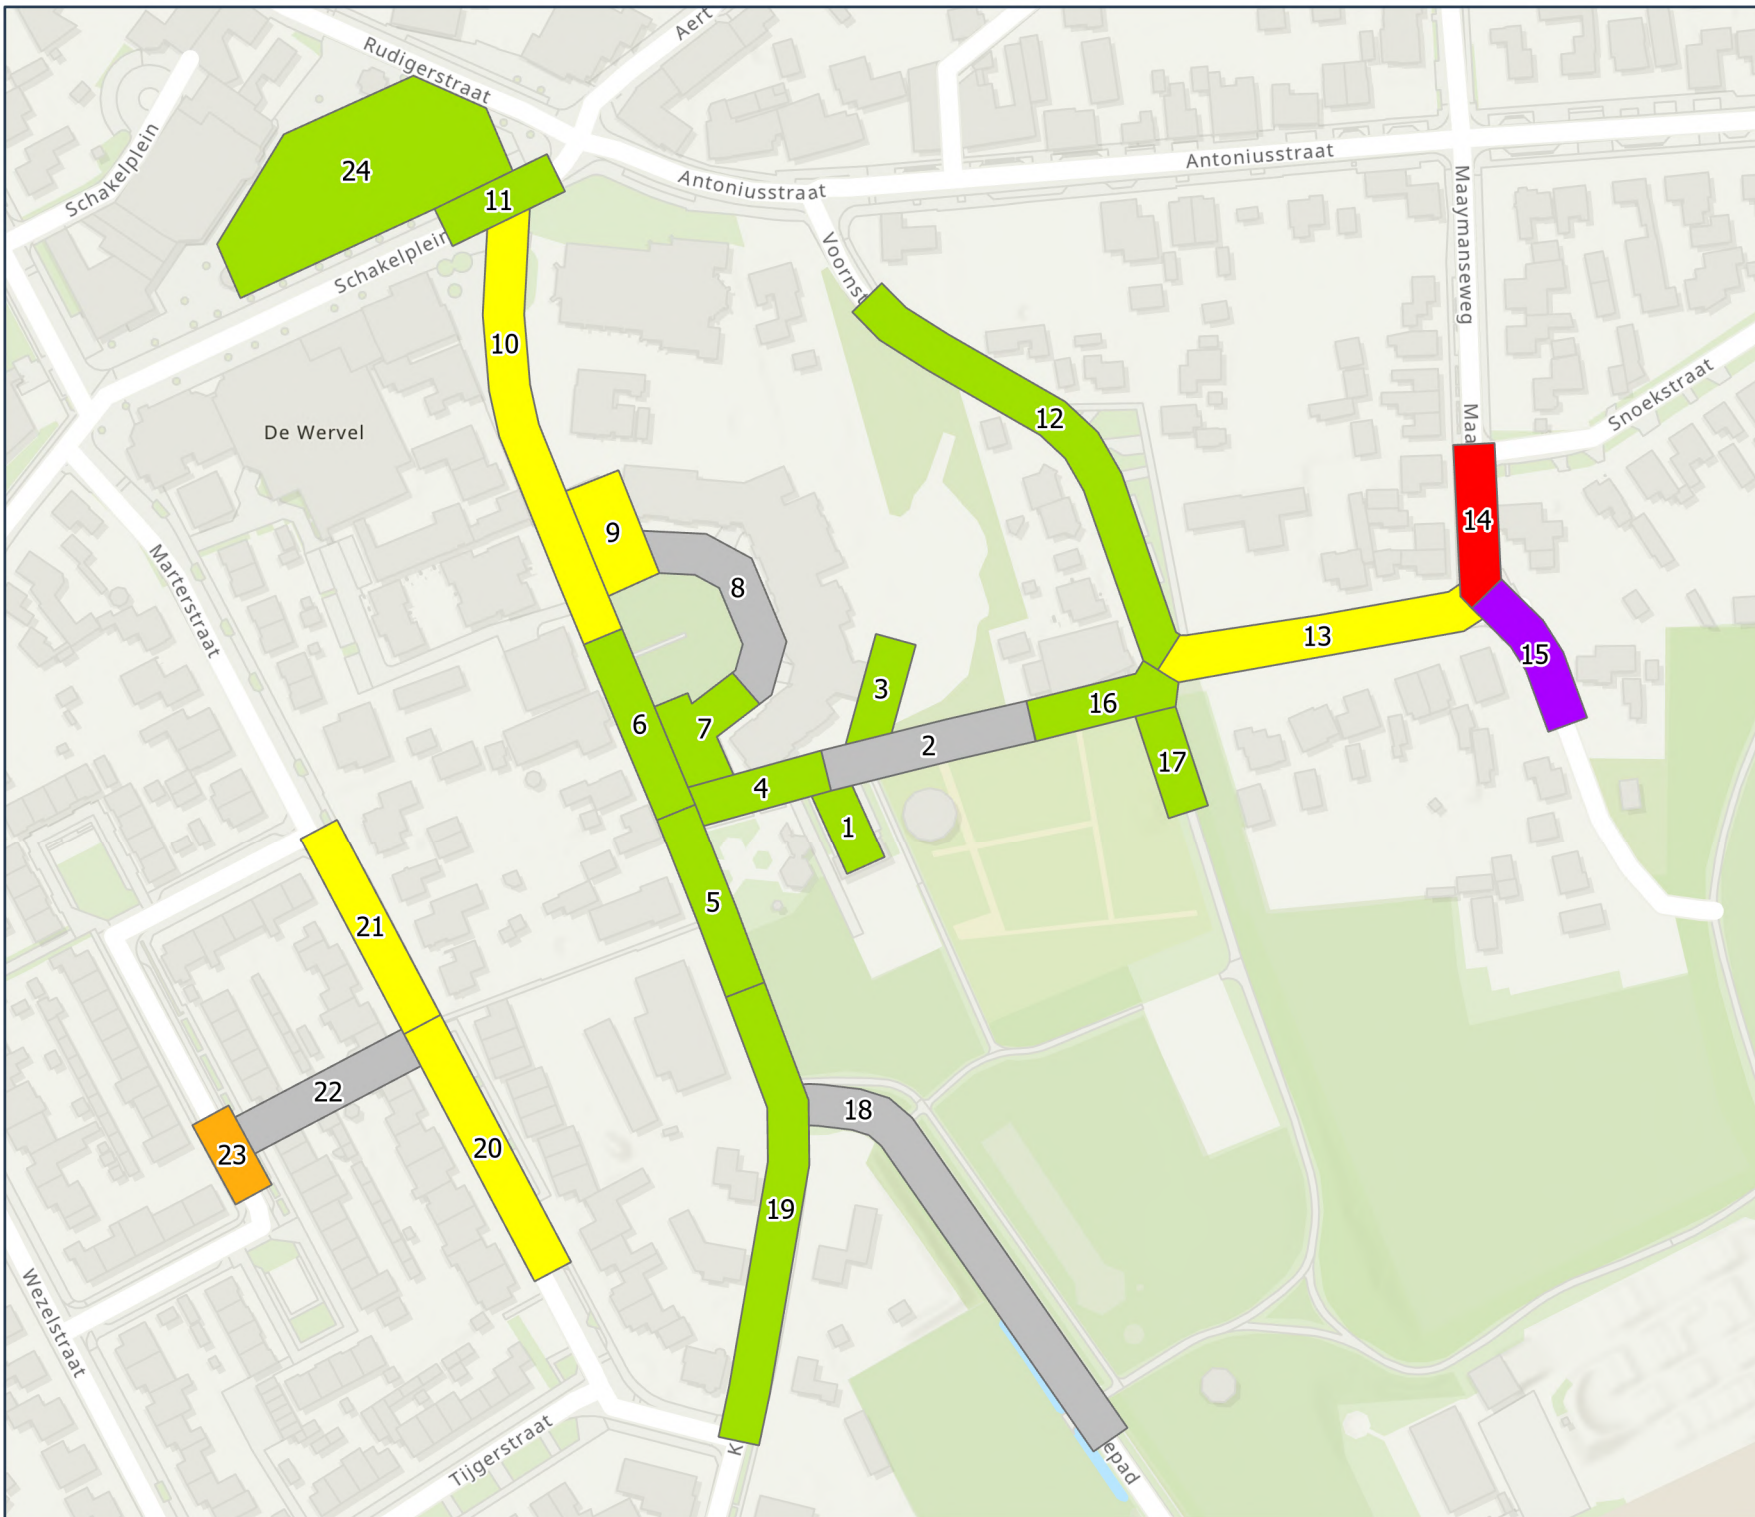 Aert
Rudigerstraat
Schakelplein
24
11
Antoniusstraat
Antoniusstraat
Schakelplein
Maaymanseweg
Voornst
10
12
Maa
Snoekstraat
De Wervel
14
9
8
Marterstraat
13
15
3
16
6
7
2
17
4
1
5
21
22
18
20
23
19
Wezelstraat
Tijgerstraat
K
epad